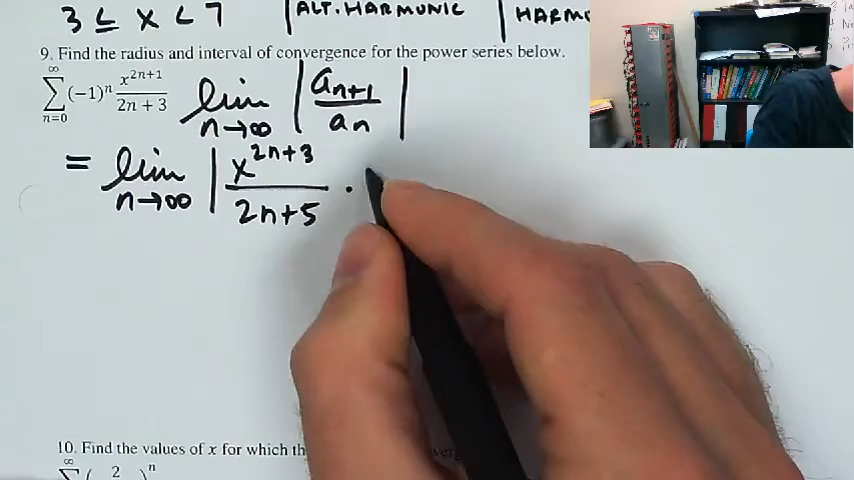 3 ≤ x < 7 | ALT. HARMONIC |
9. Find the radius and interval of convergence for the power series below.
∞∑n=0 (−1)^n x^(2n+1)/(2n + 3) lim n→∞ | a_(n+1)/a_n |
= lim n→∞ | x^(2n+3)/(2n+5) ·
10. Find the values of x for which
∞∑ ( 2 )^n